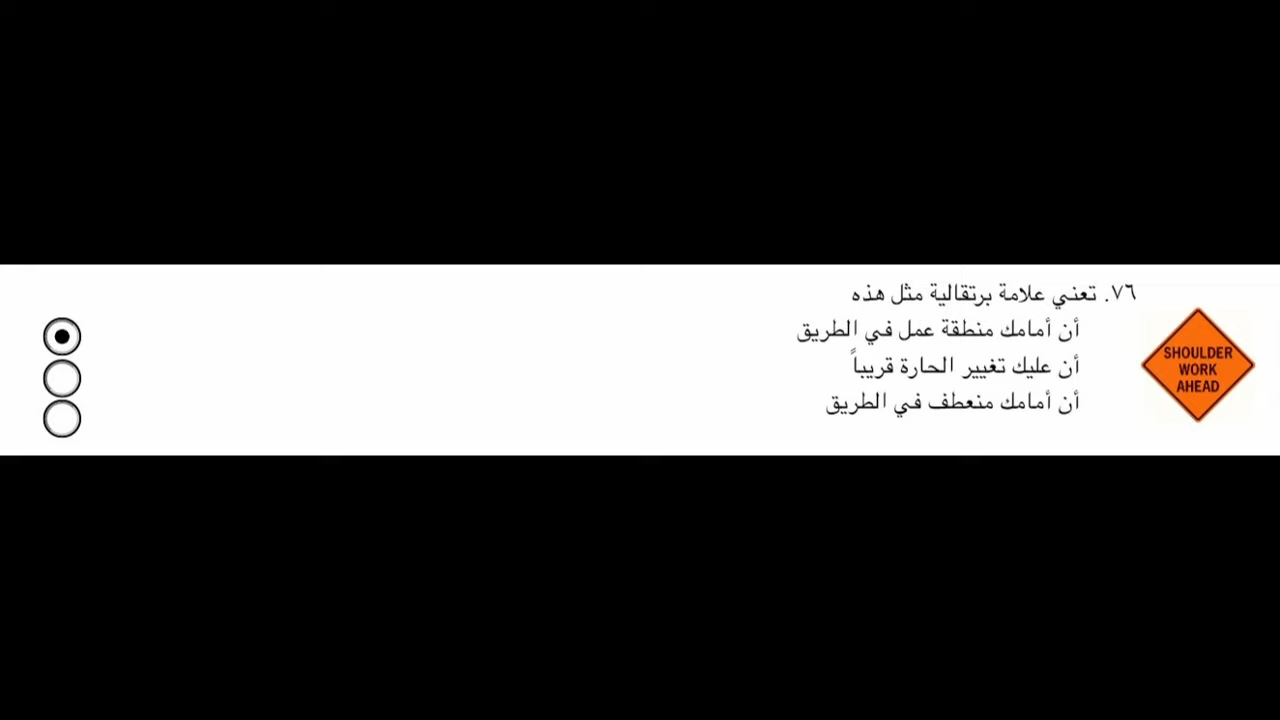 ٧٦. تعني علامة برتقالية مثل هذه
أن أمامك منطقة عمل في الطريق
أن عليك تغيير الحارة قريباً
أن أمامك منعطف في الطريق
SHOULDER
WORK
AHEAD